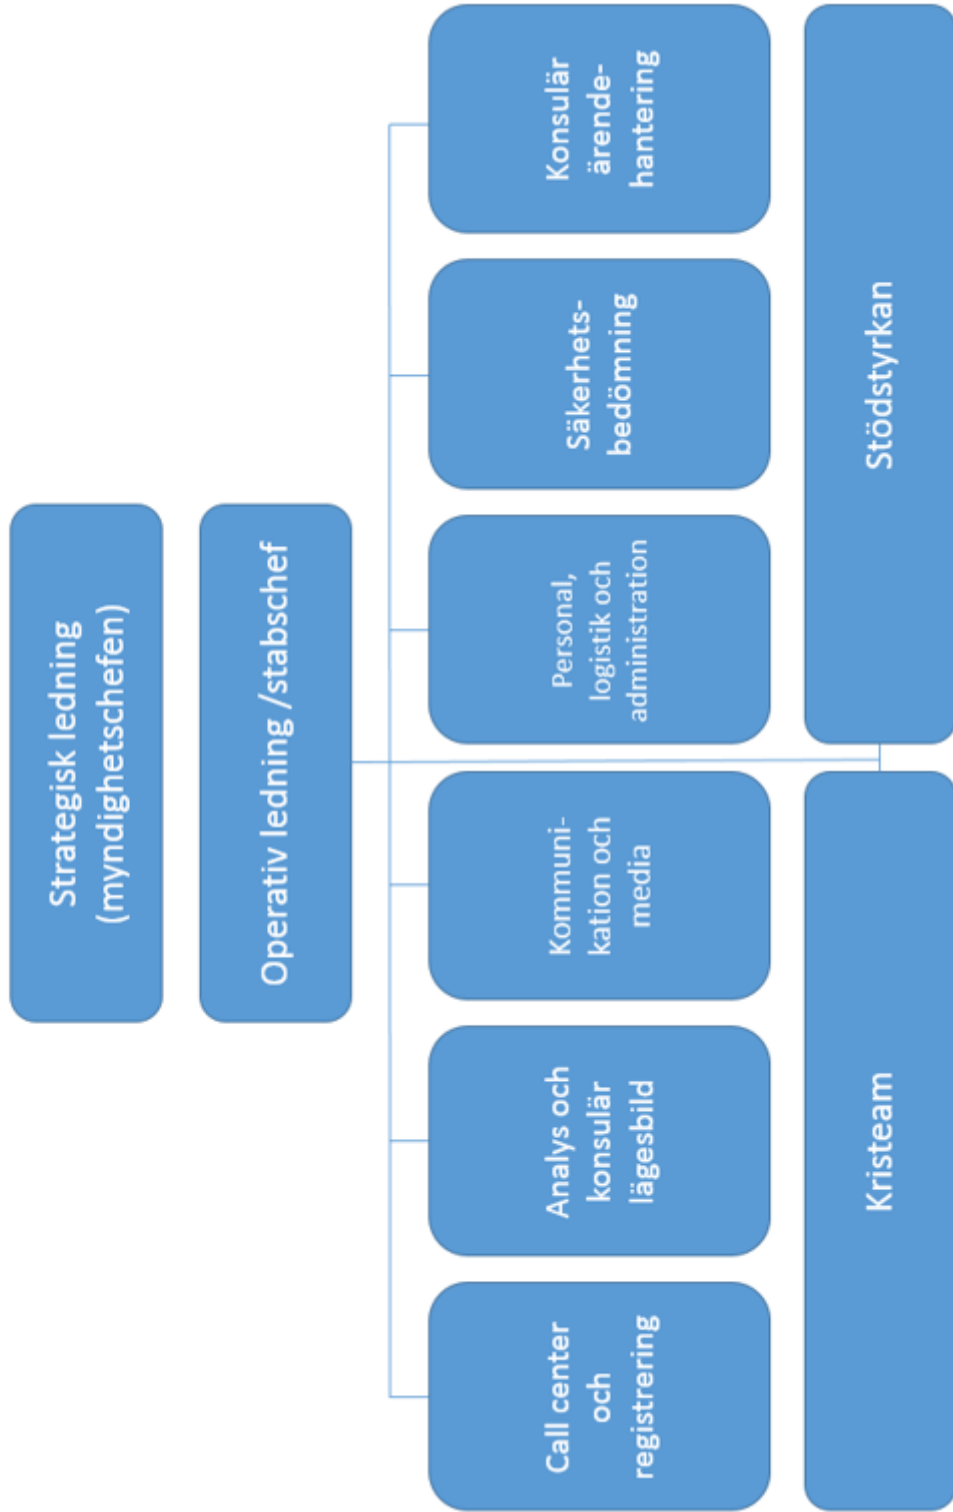 Strategisk ledning
(myndighetschefen)
Operativ ledning /stabschef
Call center
och
registrering
Analys och
konsulär
lägesbild
Kommuni-
kation och
media
Personal,
logistik och
administration
Säkerhets-
bedömning
Konsulär
ärende-
hantering
Kristeam
Stödstyrkan